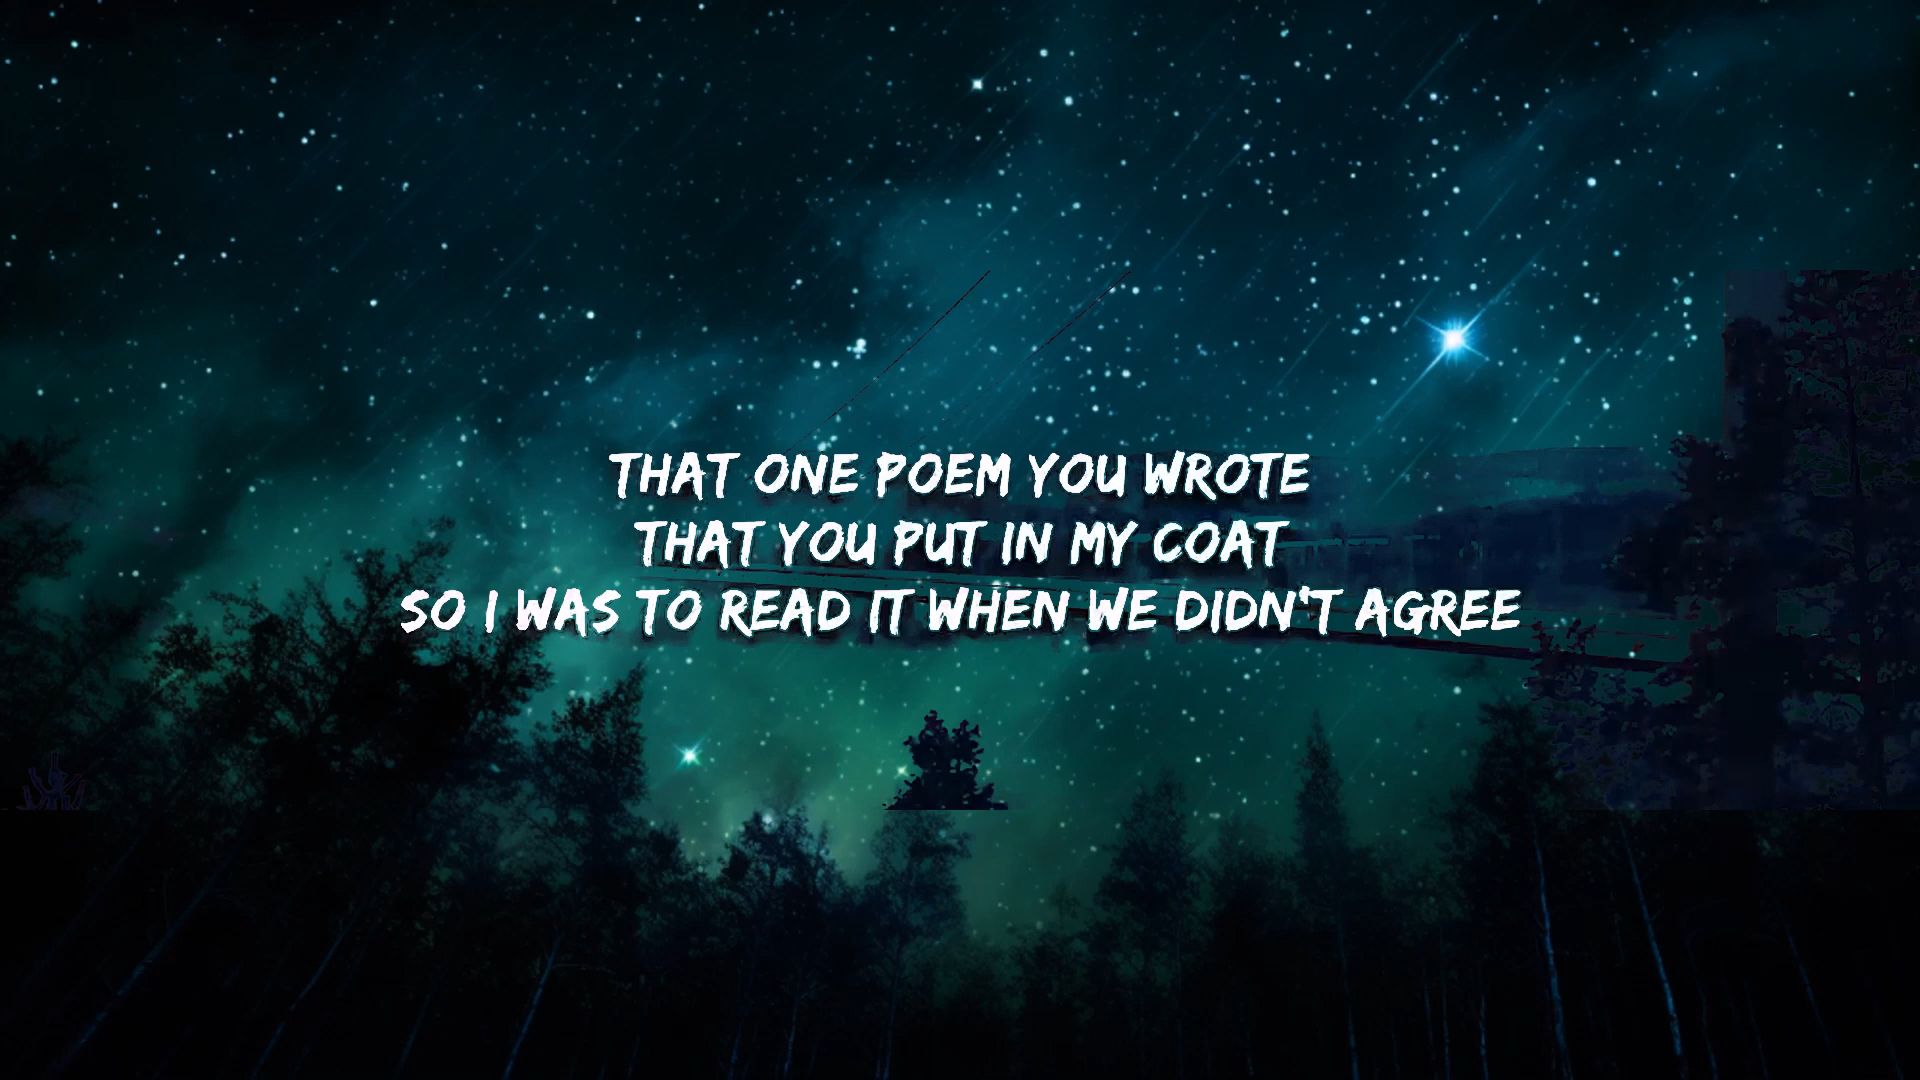 THAT ONE POEM YOU WROTE
THAT YOU PUT IN MY COAT
SO I WAS TO READ IT WHEN WE DIDN'T AGREE